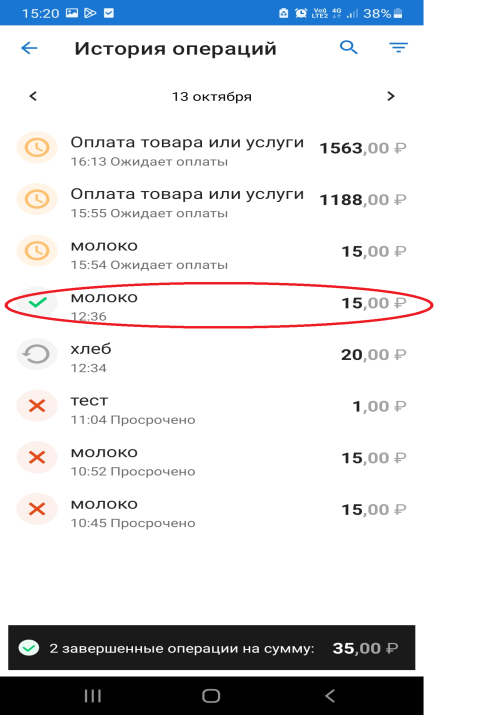 15:20 38%
История операций
13 октября
Оплата товара или услуги 1563,00 ₽
16:13 Ожидает оплаты
Оплата товара или услуги 1188,00 ₽
15:55 Ожидает оплаты
молоко 15,00 ₽
15:54 Ожидает оплаты
молоко 15,00 ₽
12:36
хлеб 20,00 ₽
12:34
тест 1,00 ₽
11:04 Просрочено
молоко 15,00 ₽
10:52 Просрочено
молоко 15,00 ₽
10:45 Просрочено
2 завершенные операции на сумму: 35,00 ₽